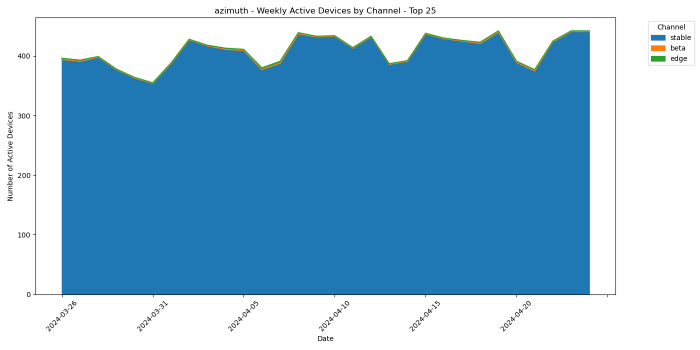 azimuth - Weekly Active Devices by Channel - Top 25
Channel
stable
beta
edge
Number of Active Devices
400
300
200
100
0
2024-03-26
2024-03-31
2024-04-05
2024-04-10
2024-04-15
2024-04-20
Date